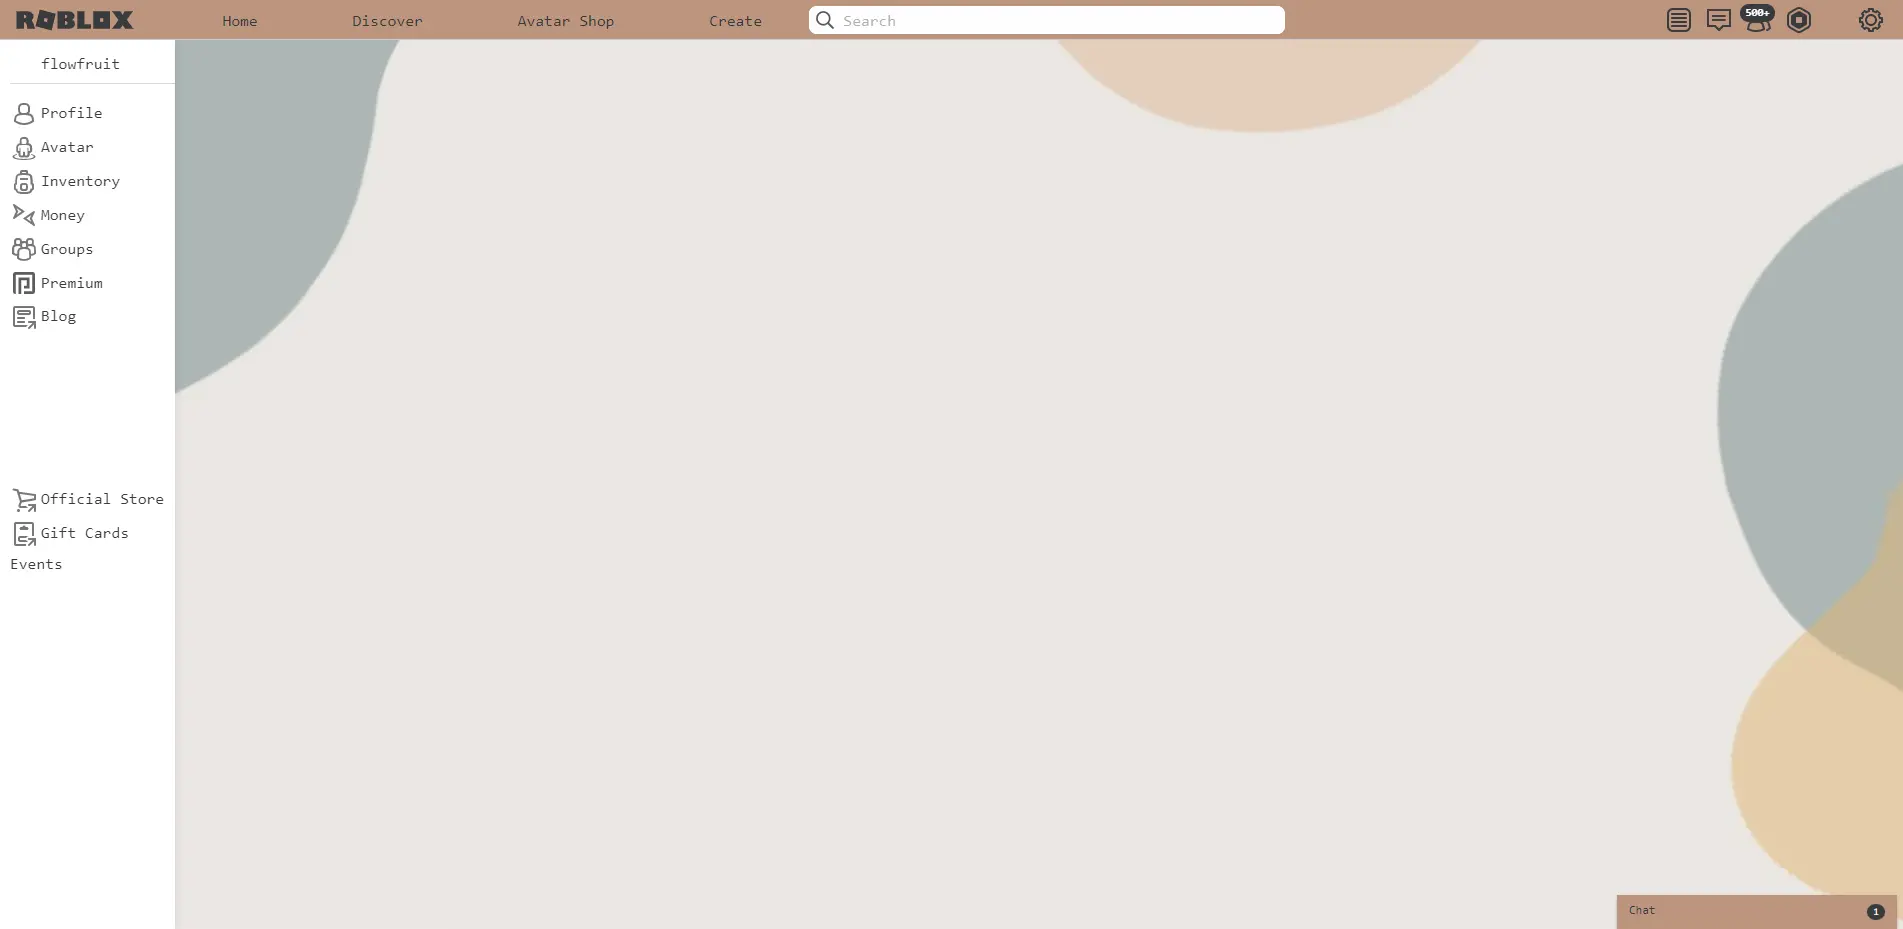 ROBLOX
Home
Discover
Avatar Shop
Create
Search
500+
flowfruit
Profile
Avatar
Inventory
Money
Groups
Premium
Blog
Official Store
Gift Cards
Events
Chat
1